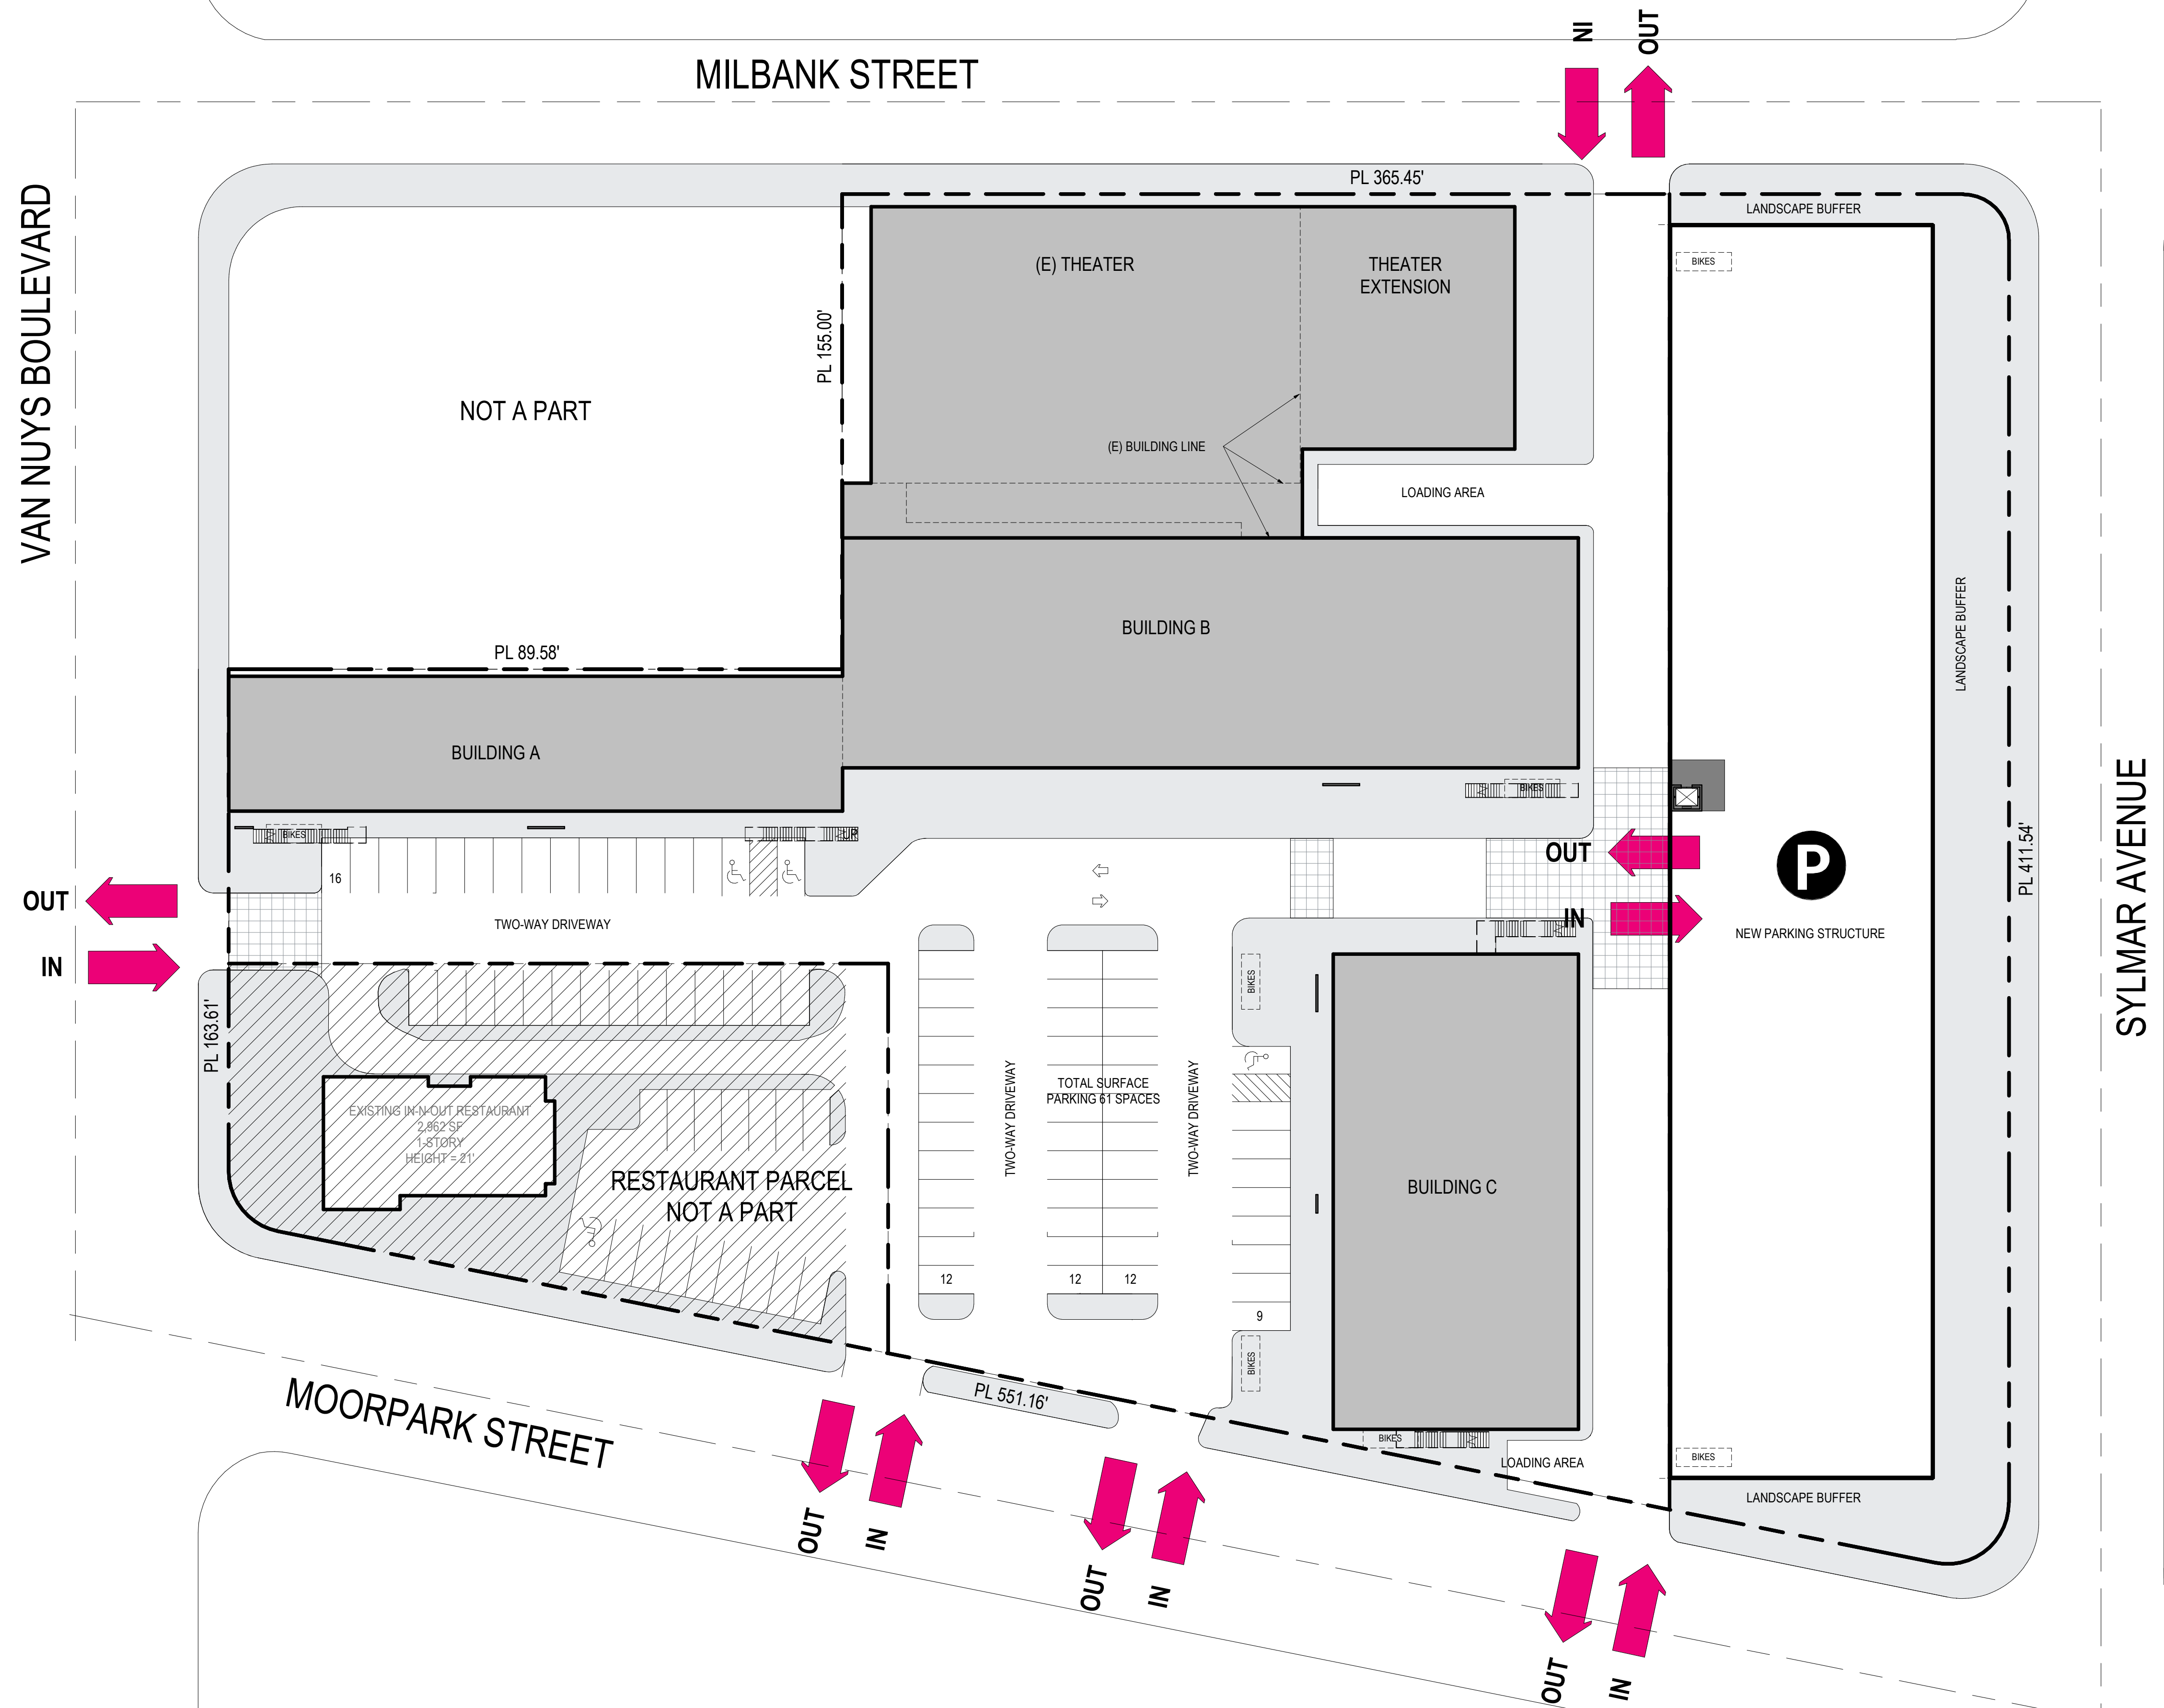 IN
OUT
MILBANK STREET
VAN NUYS BOULEVARD
PL 365.45'
LANDSCAPE BUFFER
BIKES
(E) THEATER
THEATER
EXTENSION
PL 155.00'
NOT A PART
(E) BUILDING LINE
LOADING AREA
LANDSCAPE BUFFER
BUILDING B
PL 89.58'
BUILDING A
BIKES
BIKES
UP
16
OUT
IN
TWO-WAY DRIVEWAY
OUT
IN
P
NEW PARKING STRUCTURE
PL 411.54'
SYLMAR AVENUE
PL 163.61'
BIKES
EXISTING IN-N-OUT RESTAURANT
2,962 SF
1-STORY
HEIGHT = 21'
RESTAURANT PARCEL
NOT A PART
TWO-WAY DRIVEWAY
TOTAL SURFACE
PARKING 61 SPACES
TWO-WAY DRIVEWAY
BUILDING C
12
12
12
9
BIKES
BIKES
LOADING AREA
BIKES
LANDSCAPE BUFFER
PL 551.16'
MOORPARK STREET
OUT
IN
OUT
IN
OUT
IN